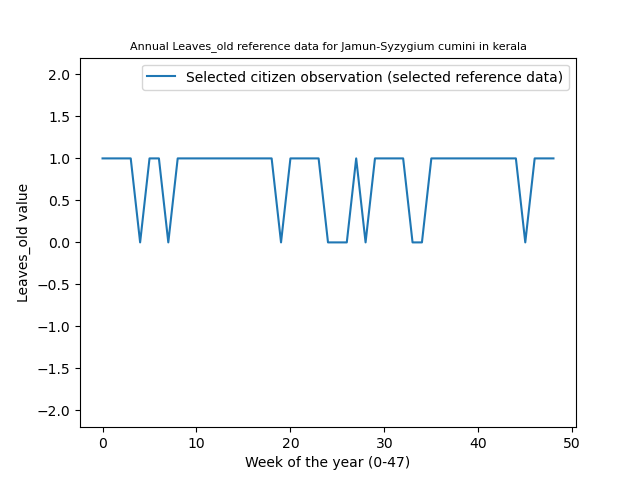 Annual Leaves_old reference data for Jamun-Syzygium cumini in kerala
Selected citizen observation (selected reference data)
2.0
1.5
1.0
0.5
0.0
−0.5
−1.0
−1.5
−2.0
Leaves_old value
0 10 20 30 40 50
Week of the year (0-47)